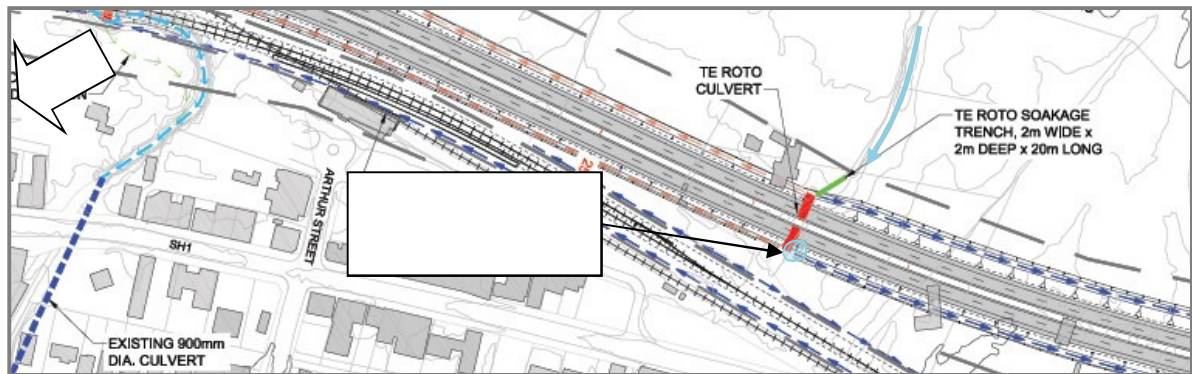 TE ROTO
CULVERT
TE ROTO SOAKAGE
TRENCH, 2m WIDE x
2m DEEP x 20m LONG
ARTHUR STREET
SH1
EXISTING 900mm
DIA. CULVERT